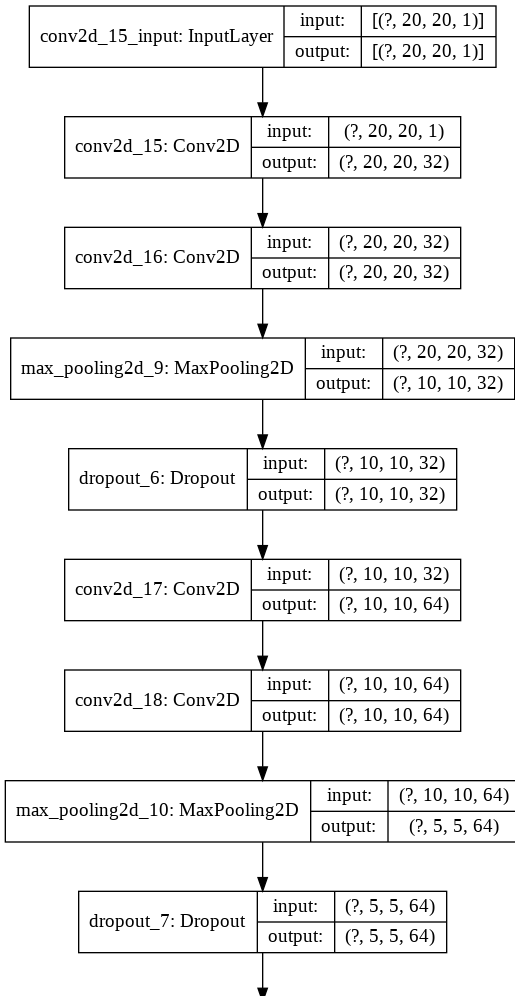 conv2d_15_input: InputLayer
input: [(?, 20, 20, 1)]
output: [(?, 20, 20, 1)]
conv2d_15: Conv2D
input: (?, 20, 20, 1)
output: (?, 20, 20, 32)
conv2d_16: Conv2D
input: (?, 20, 20, 32)
output: (?, 20, 20, 32)
max_pooling2d_9: MaxPooling2D
input: (?, 20, 20, 32)
output: (?, 10, 10, 32)
dropout_6: Dropout
input: (?, 10, 10, 32)
output: (?, 10, 10, 32)
conv2d_17: Conv2D
input: (?, 10, 10, 32)
output: (?, 10, 10, 64)
conv2d_18: Conv2D
input: (?, 10, 10, 64)
output: (?, 10, 10, 64)
max_pooling2d_10: MaxPooling2D
input: (?, 10, 10, 64)
output: (?, 5, 5, 64)
dropout_7: Dropout
input: (?, 5, 5, 64)
output: (?, 5, 5, 64)